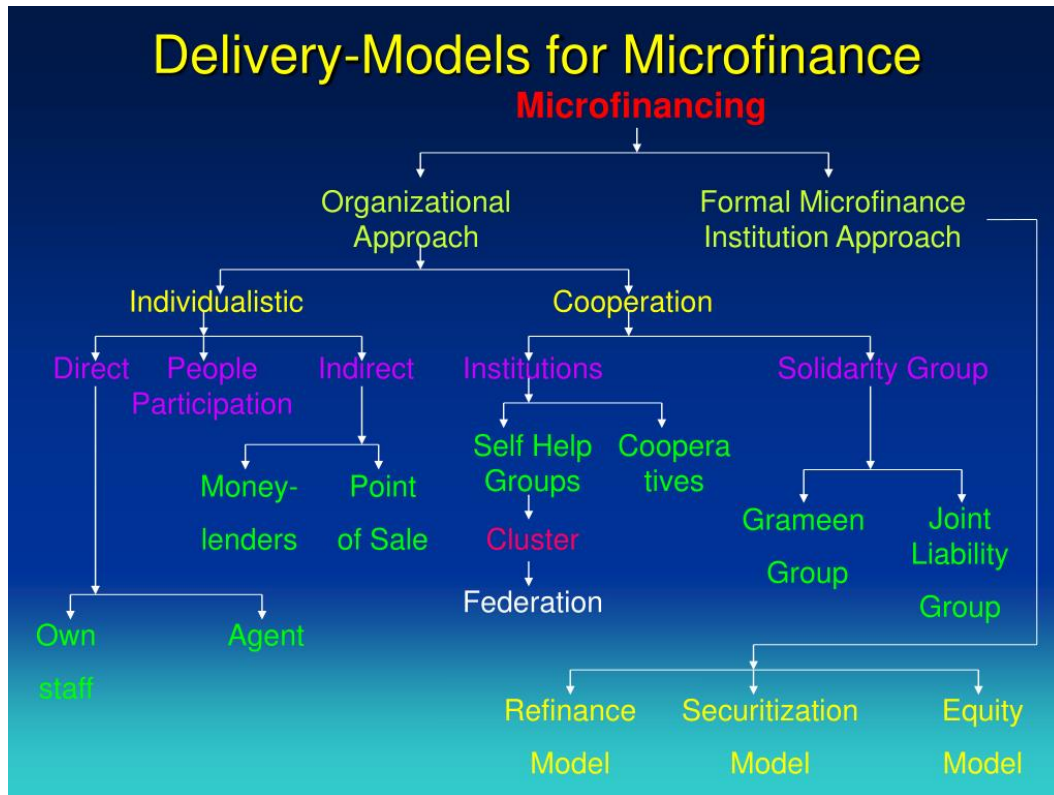 Delivery-Models for Microfinance
Microfinancing
Organizational
Approach
Formal Microfinance
Institution Approach
Individualistic
Cooperation
Direct
People
Participation
Indirect
Institutions
Solidarity Group
Money-
lenders
Point
of Sale
Self Help
Groups
Coopera
tives
Cluster
Federation
Grameen
Group
Joint
Liability
Group
Own
staff
Agent
Refinance
Model
Securitization
Model
Equity
Model